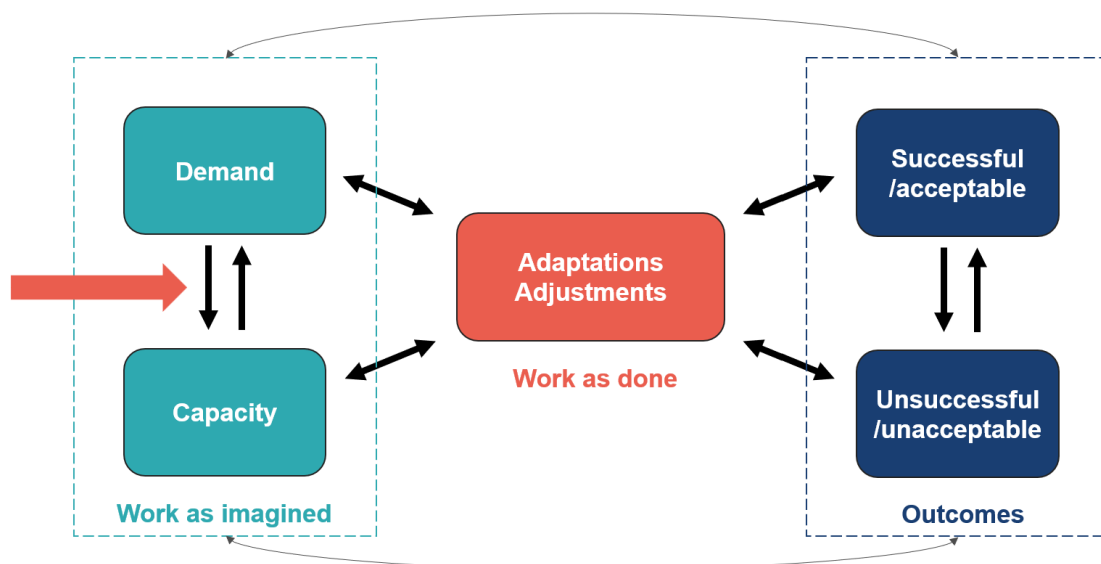 Demand
Capacity
Work as imagined
Adaptations
Adjustments
Work as done
Successful
/acceptable
Unsuccessful
/unacceptable
Outcomes